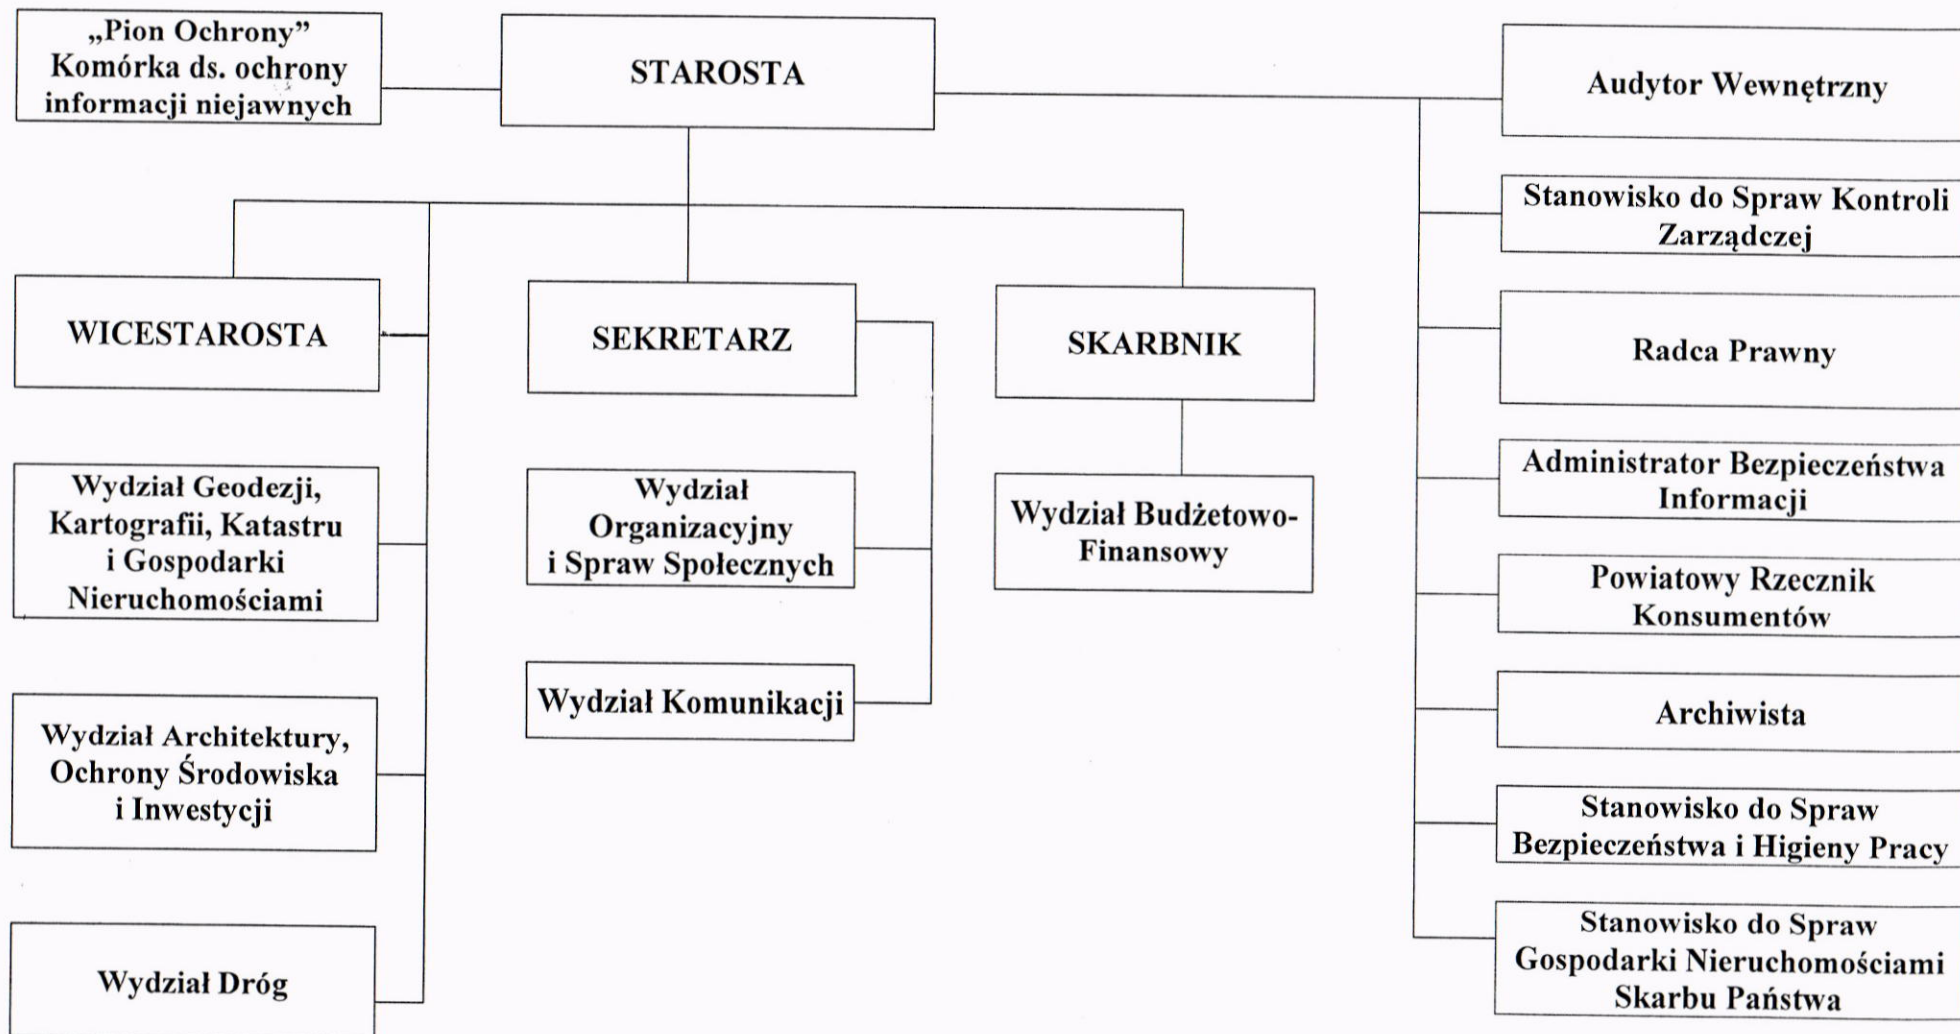 „Pion Ochrony”
Komórka ds. ochrony
informacji niejawnych
STAROSTA
Audytor Wewnętrzny
Stanowisko do Spraw Kontroli
Zarządczej
WICESTAROSTA
SEKRETARZ
SKARBNIK
Radca Prawny
Wydział Geodezji,
Kartografii, Katastru
i Gospodarki
Nieruchomościami
Wydział
Organizacyjny
i Spraw Społecznych
Wydział Budżetowo-
Finansowy
Administrator Bezpieczeństwa
Informacji
Powiatowy Rzecznik
Konsumentów
Wydział Architektury,
Ochrony Środowiska
i Inwestycji
Wydział Komunikacji
Archiwista
Stanowisko do Spraw
Bezpieczeństwa i Higieny Pracy
Wydział Dróg
Stanowisko do Spraw
Gospodarki Nieruchomościami
Skarbu Państwa